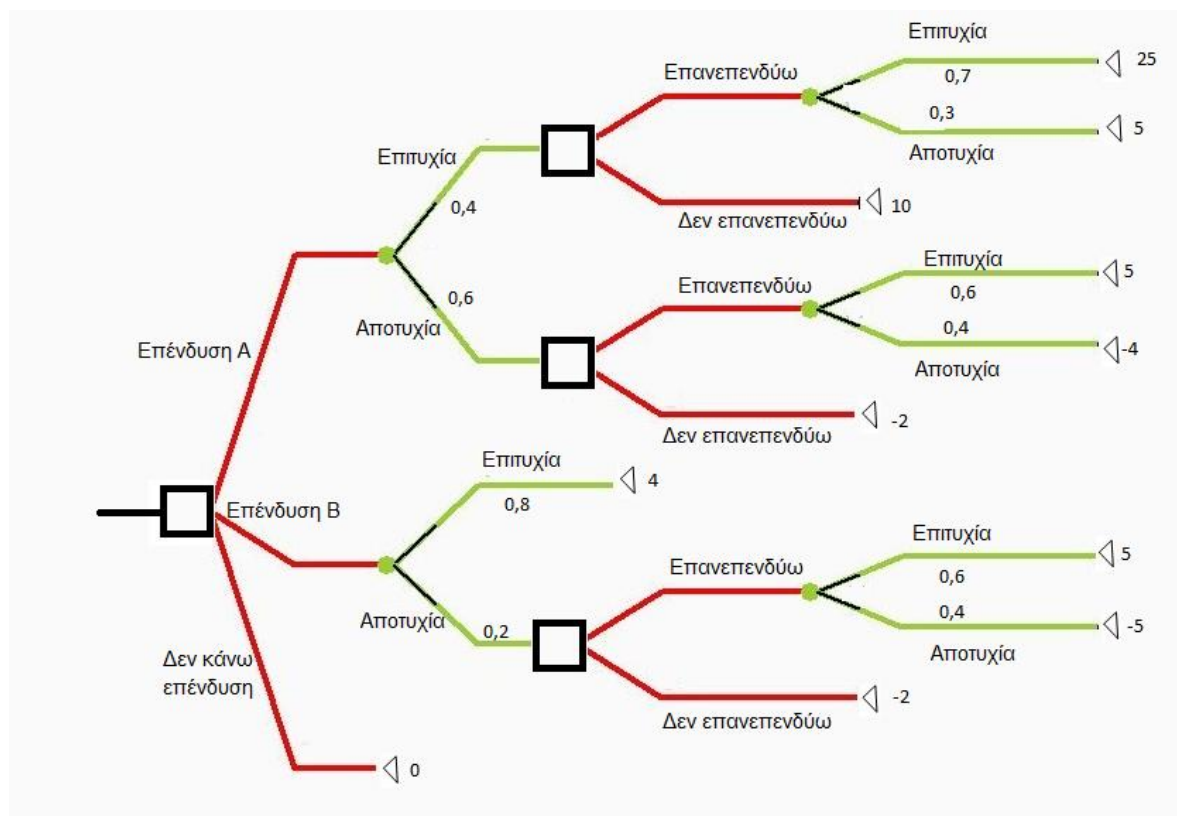 Επιτυχία
25
Επανεπενδύω
0,7
0,3
5
Επιτυχία
Αποτυχία
0,4
10
Δεν επανεπενδύω
Επιτυχία
5
Επανεπενδύω
0,6
0,6
Αποτυχία
0,4
-4
Επένδυση Α
Αποτυχία
-2
Δεν επανεπενδύω
Επιτυχία
4
0,8
Επένδυση Β
Επιτυχία
5
Επανεπενδύω
0,6
Αποτυχία
0,2
0,4
-5
Αποτυχία
Δεν κάνω
επένδυση
-2
Δεν επανεπενδύω
0